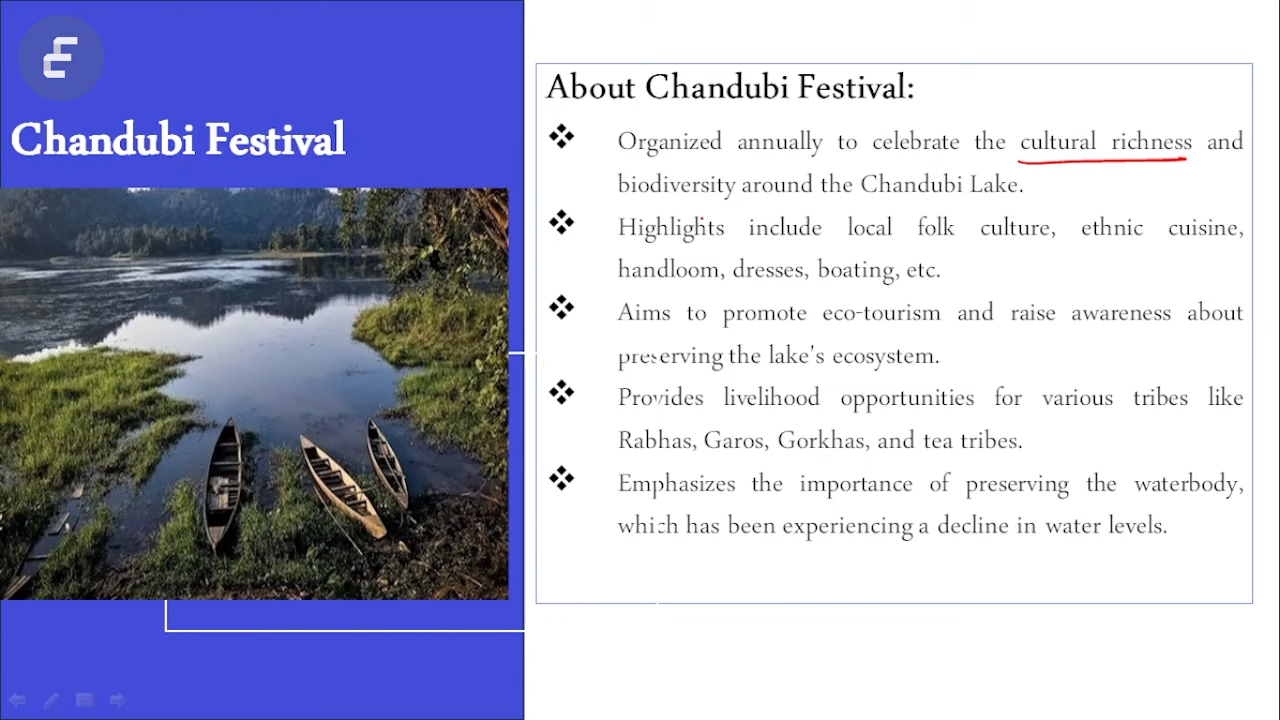 Chandubi Festival
About Chandubi Festival:
❖ Organized annually to celebrate the cultural richness and
biodiversity around the Chandubi Lake.
❖ Highlights include local folk culture, ethnic cuisine,
handloom, dresses, boating, etc.
❖ Aims to promote eco-tourism and raise awareness about
preserving the lake's ecosystem.
❖ Provides livelihood opportunities for various tribes like
Rabhas, Garos, Gorkhas, and tea tribes.
❖ Emphasizes the importance of preserving the waterbody,
which has been experiencing a decline in water levels.